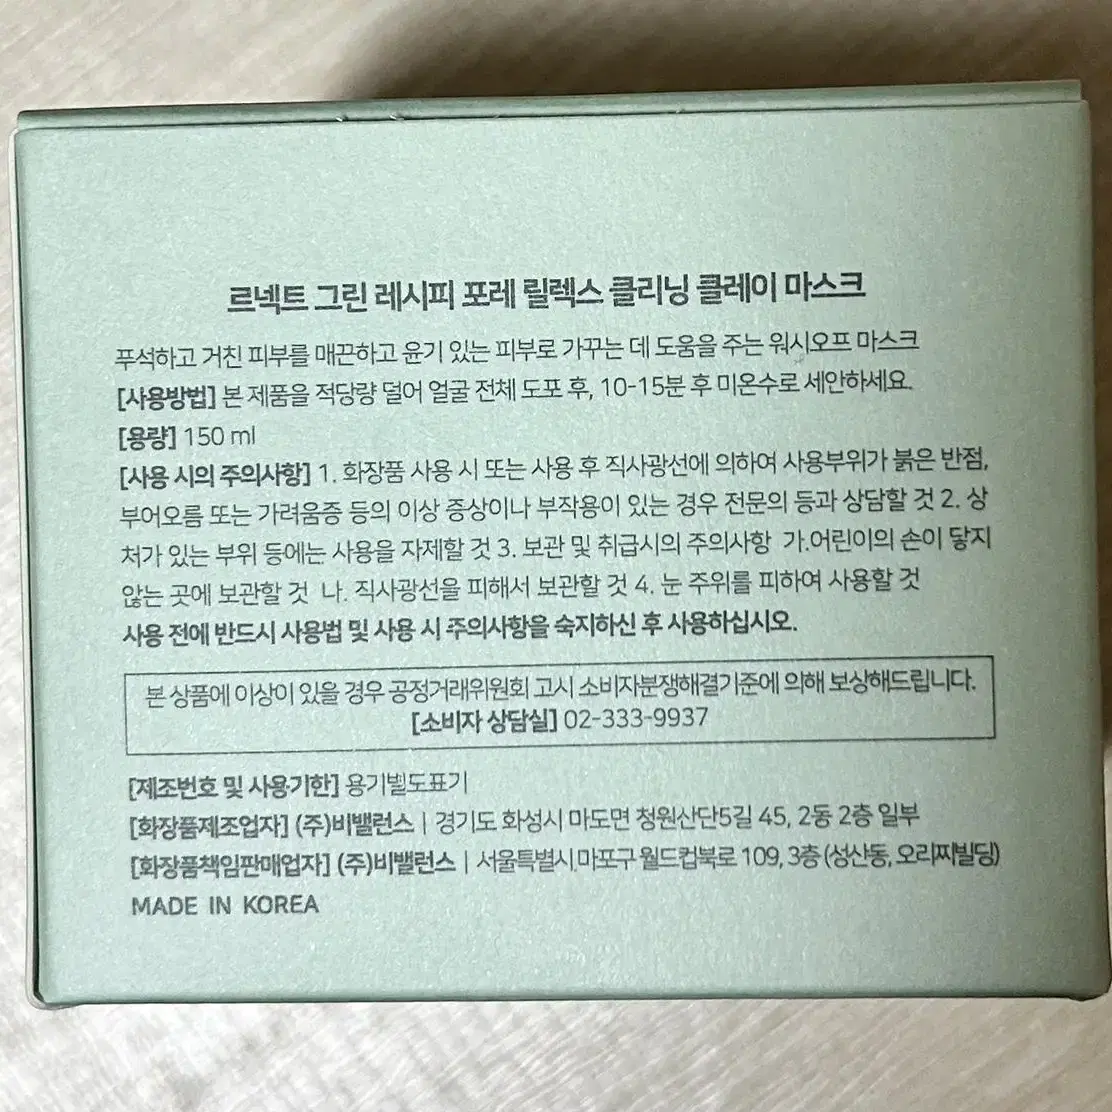 르넥트 그린 레시피 포레 릴렉스 클리닝 클레이 마스크
푸석하고 거친 피부를 매끈하고 윤기 있는 피부로 가꾸는 데 도움을 주는 워시오프 마스크
[사용방법] 본 제품을 적당량 덜어 얼굴 전체 도포 후, 10-15분 후 미온수로 세안하세요.
[용량] 150 ml
[사용 시의 주의사항] 1. 화장품 사용 시 또는 사용 후 직사광선에 의하여 사용부위가 붉은 반점,
부어오름 또는 가려움증 등의 이상 증상이나 부작용이 있는 경우 전문의 등과 상담할 것 2. 상
처가 있는 부위 등에는 사용을 자제할 것 3. 보관 및 취급시의 주의사항 가.어린이의 손이 닿지
않는 곳에 보관할 것 나. 직사광선을 피해서 보관할 것 4. 눈 주위를 피하여 사용할 것
사용 전에 반드시 사용법 및 사용 시 주의사항을 숙지하신 후 사용하십시오.
본 상품에 이상이 있을 경우 공정거래위원회 고시 소비자분쟁해결기준에 의해 보상해드립니다.
[소비자 상담실] 02-333-9937
[제조번호 및 사용기한] 용기빝도표기
[화장품제조업자] (주)비밸런스 | 경기도 화성시 마도면 청원산단5길 45, 2동 2층 일부
[화장품책임판매업자] (주)비밸런스 | 서울특별시 마포구 월드컵북로 109, 3층 (성산동, 오리찌빌딩)
MADE IN KOREA